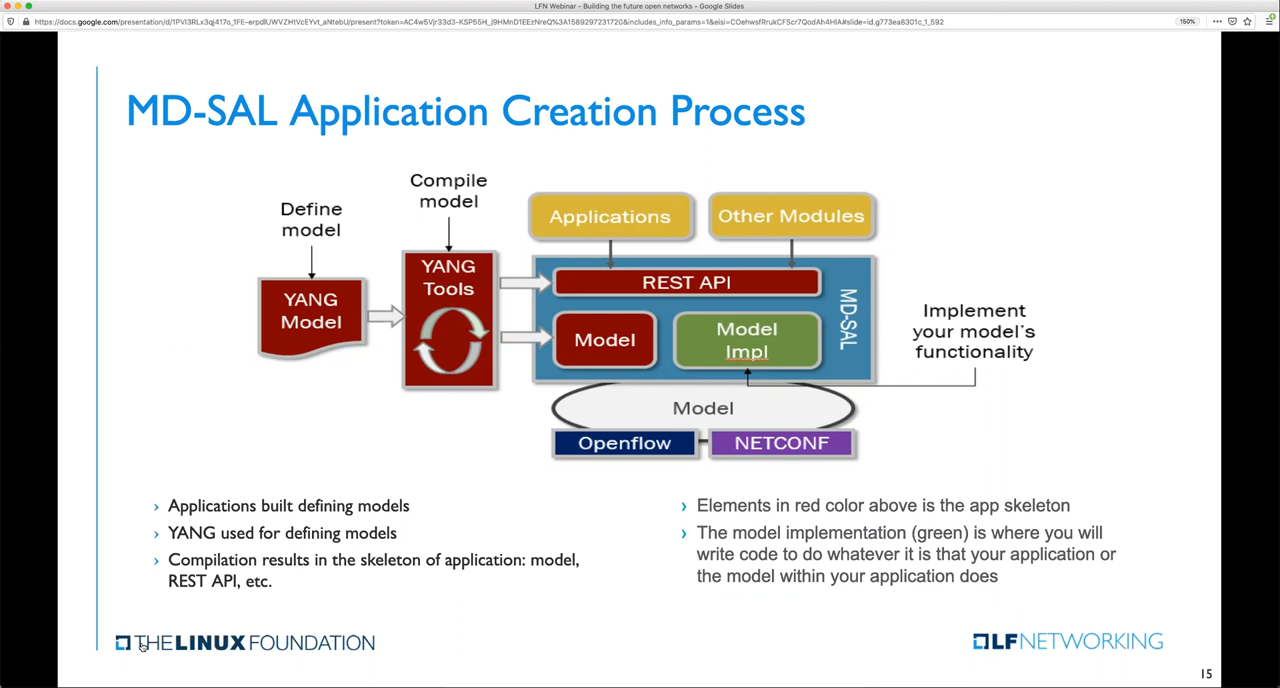 LFN Webinar - Building the future open networks - Google Slides
150%
MD-SAL Application Creation Process
Compile
model
Define
model
Applications
Other Modules
YANG
Model
YANG
Tools
REST API
Model
Model
Impl
MD-SAL
Implement
your model's
functionality
Model
Openflow
NETCONF
› Applications built defining models
› YANG used for defining models
› Compilation results in the skeleton of application: model,
REST API, etc.
› Elements in red color above is the app skeleton
› The model implementation (green) is where you will
write code to do whatever it is that your application or
the model within your application does
THE LINUX FOUNDATION
LF NETWORKING
15